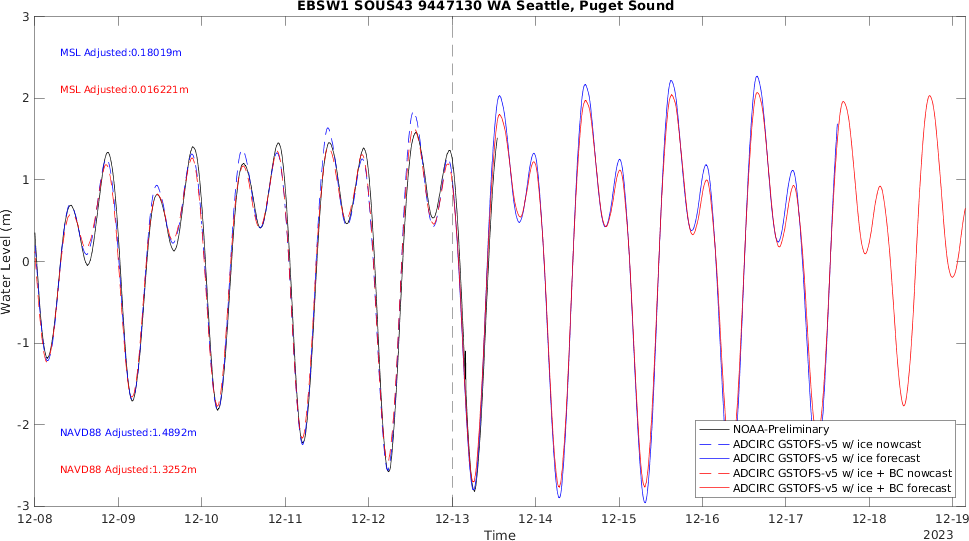 EBSW1 SOUS43 9447130 WA Seattle, Puget Sound
3
2
1
0
-1
-2
-3
Water Level (m)
MSL Adjusted:0.18019m
MSL Adjusted:0.016221m
NAVD88 Adjusted:1.4892m
NAVD88 Adjusted:1.3252m
NOAA-Preliminary
ADCIRC GSTOFS-v5 w/ ice nowcast
ADCIRC GSTOFS-v5 w/ ice forecast
ADCIRC GSTOFS-v5 w/ ice + BC nowcast
ADCIRC GSTOFS-v5 w/ ice + BC forecast
12-08 12-09 12-10 12-11 12-12 12-13 12-14 12-15 12-16 12-17 12-18 12-19
Time
2023